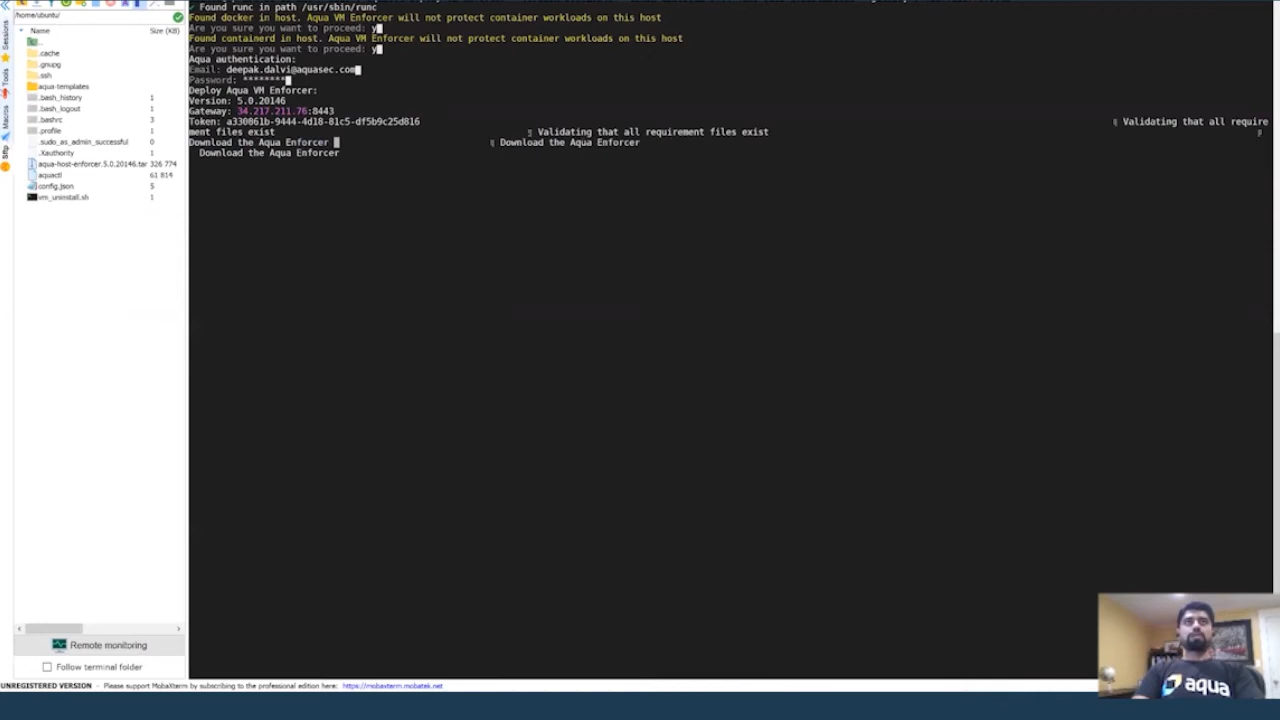 /home/ubuntu/
Name Size (KB)
..
.cache
.gnupg
.ssh
aqua-templates
.bash_history 1
.bash_logout 1
.bashrc 3
.profile 1
.sudo_as_admin_successful 0
.Xauthority 1
aqua-host-enforcer.5.0.20146.tar 326 774
aquactl 61 814
config.json 5
vm_uninstall.sh 1
Sessions
Tools
Macros
Sftp
Remote monitoring
Follow terminal folder
✓ Found runc in path /usr/sbin/runc
Found docker in host. Aqua VM Enforcer will not protect container workloads on this host
Are you sure you want to proceed: y
Found containerd in host. Aqua VM Enforcer will not protect container workloads on this host
Are you sure you want to proceed: y
Aqua authentication:
Email: deepak.dalvi@aquasec.com
Password: ********
Deploy Aqua VM Enforcer:
Version: 5.0.20146
Gateway: 34.217.211.76:8443
Token: a330861b-9444-4d18-81c5-df5b9c25d816 Validating that all require
ment files exist Validating that all requirement files exist
Download the Aqua Enforcer Download the Aqua Enforcer
Download the Aqua Enforcer
UNREGISTERED VERSION - Please support MobaXterm by subscribing to the professional edition here: https://mobaxterm.mobatek.net
aqua